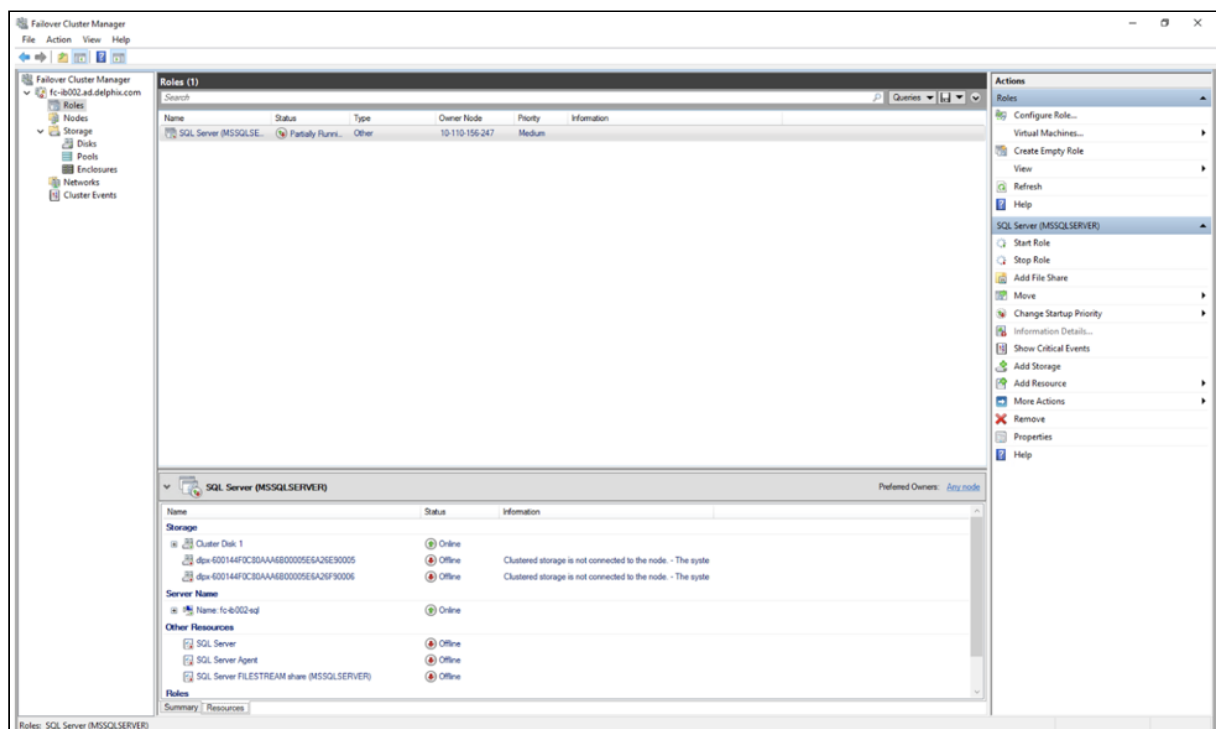 Failover Cluster Manager
File Action View Help
Failover Cluster Manager
fc-ib002.ad.delphix.com
Roles
Nodes
Storage
Disks
Pools
Enclosures
Networks
Cluster Events
Roles (1)
Search
Queries
Name Status Type Owner Node Priority Information
SQL Server (MSSQLSE... Partially Runni... Other 10-110-156-247 Medium
SQL Server (MSSQLSERVER)
Preferred Owners: Any node
Name Status Information
Storage
Cluster Disk 1 Online
dlpx-600144F0C80AAA6B00005E6A26E90005 Offline Clustered storage is not connected to the node. - The syste
dlpx-600144F0C80AAA6B00005E6A26F90006 Offline Clustered storage is not connected to the node. - The syste
Server Name
Name: fc-ib002-sql Online
Other Resources
SQL Server Offline
SQL Server Agent Offline
SQL Server FILESTREAM share (MSSQLSERVER) Offline
Roles
Summary Resources
Actions
Roles
Configure Role...
Virtual Machines...
Create Empty Role
View
Refresh
Help
SQL Server (MSSQLSERVER)
Start Role
Stop Role
Add File Share
Move
Change Startup Priority
Information Details...
Show Critical Events
Add Storage
Add Resource
More Actions
Remove
Properties
Help
Roles: SQL Server (MSSQLSERVER)